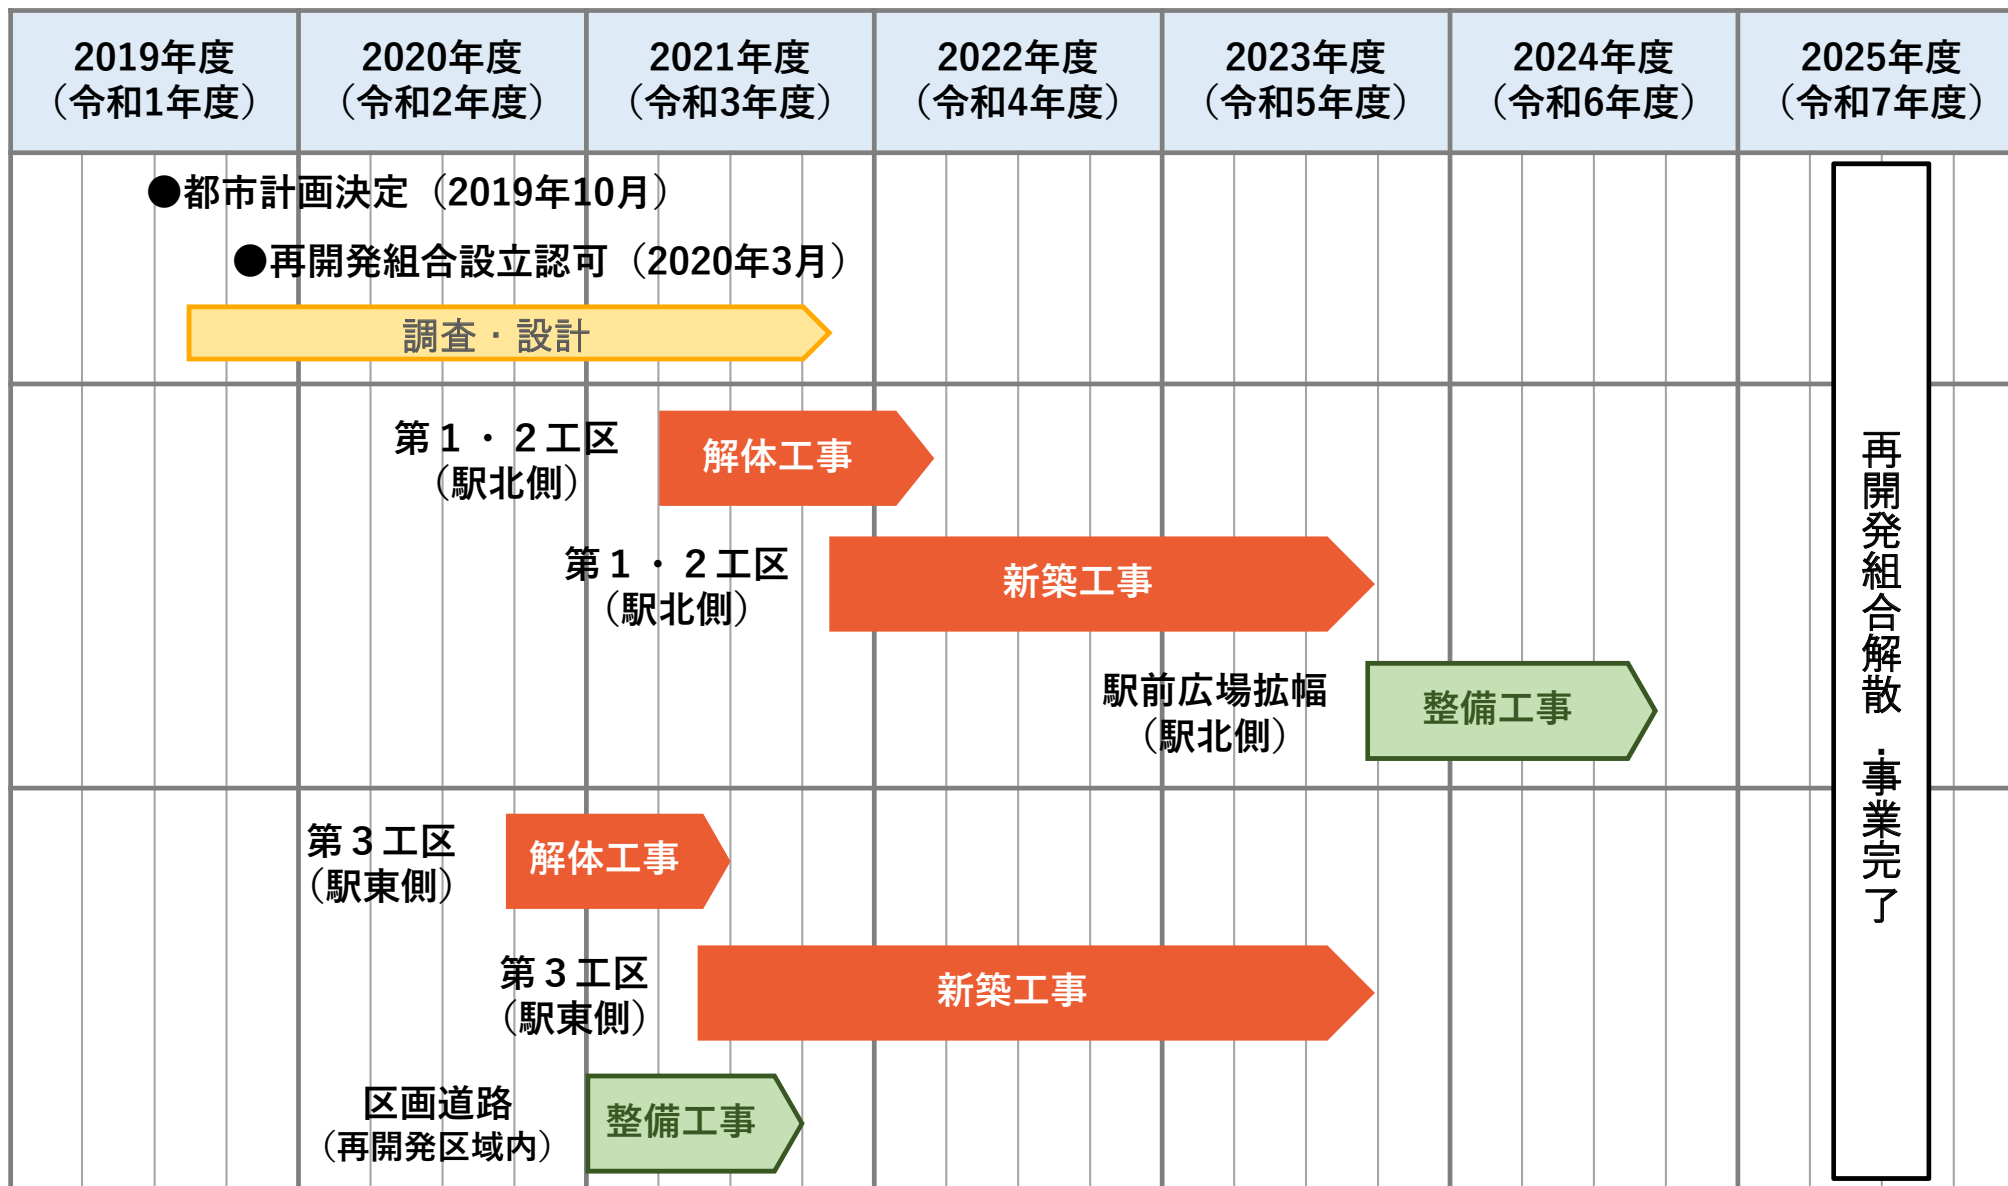 2019年度
（令和1年度）
2020年度
（令和2年度）
2021年度
（令和3年度）
2022年度
（令和4年度）
2023年度
（令和5年度）
2024年度
（令和6年度）
2025年度
（令和7年度）
●都市計画決定（2019年10月）
●再開発組合設立認可（2020年3月）
調査・設計
第１・２工区
（駅北側）
解体工事
第１・２工区
（駅北側）
新築工事
駅前広場拡幅
（駅北側）
整備工事
第３工区
（駅東側）
解体工事
第３工区
（駅東側）
新築工事
区画道路
（再開発区域内）
整備工事
再開発組合解散・事業完了